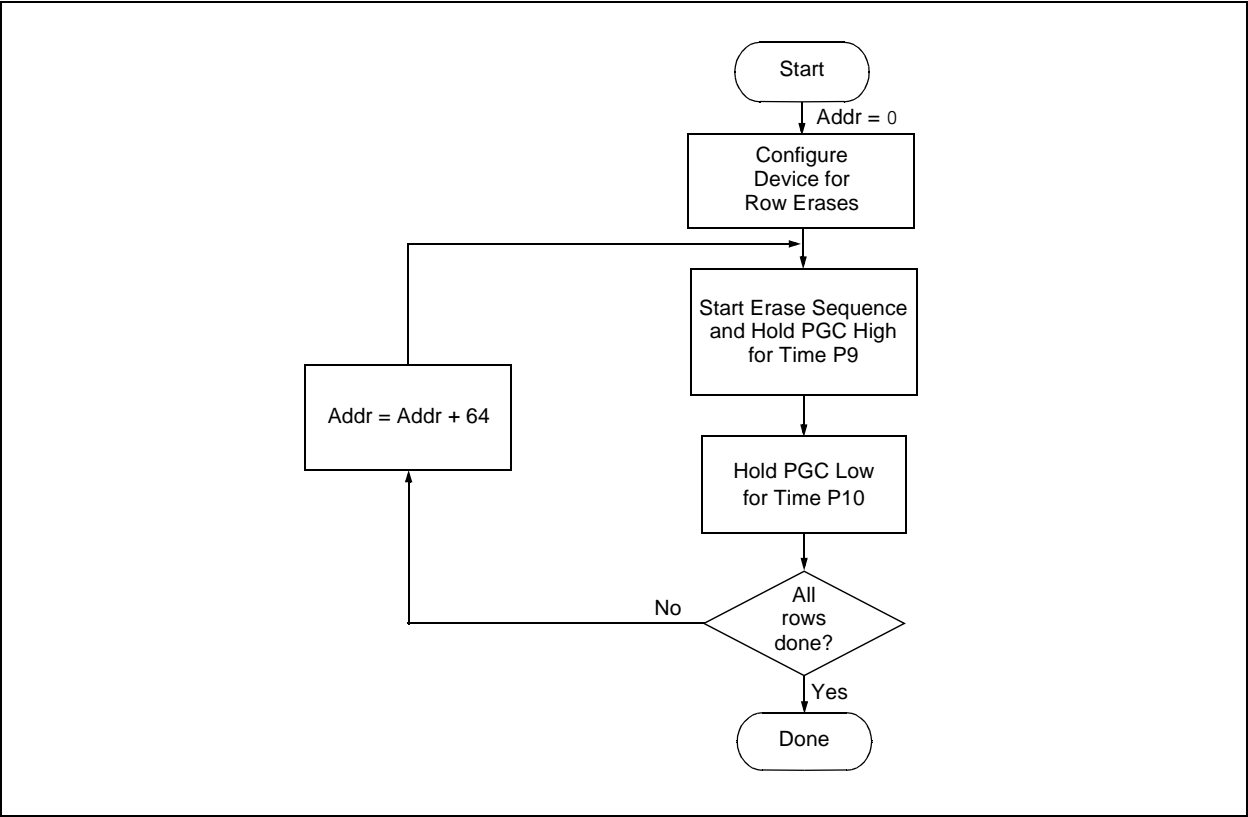 Start
Addr = 0
Configure
Device for
Row Erases
Start Erase Sequence
and Hold PGC High
for Time P9
Addr = Addr + 64
Hold PGC Low
for Time P10
All
rows
done?
No
Yes
Done